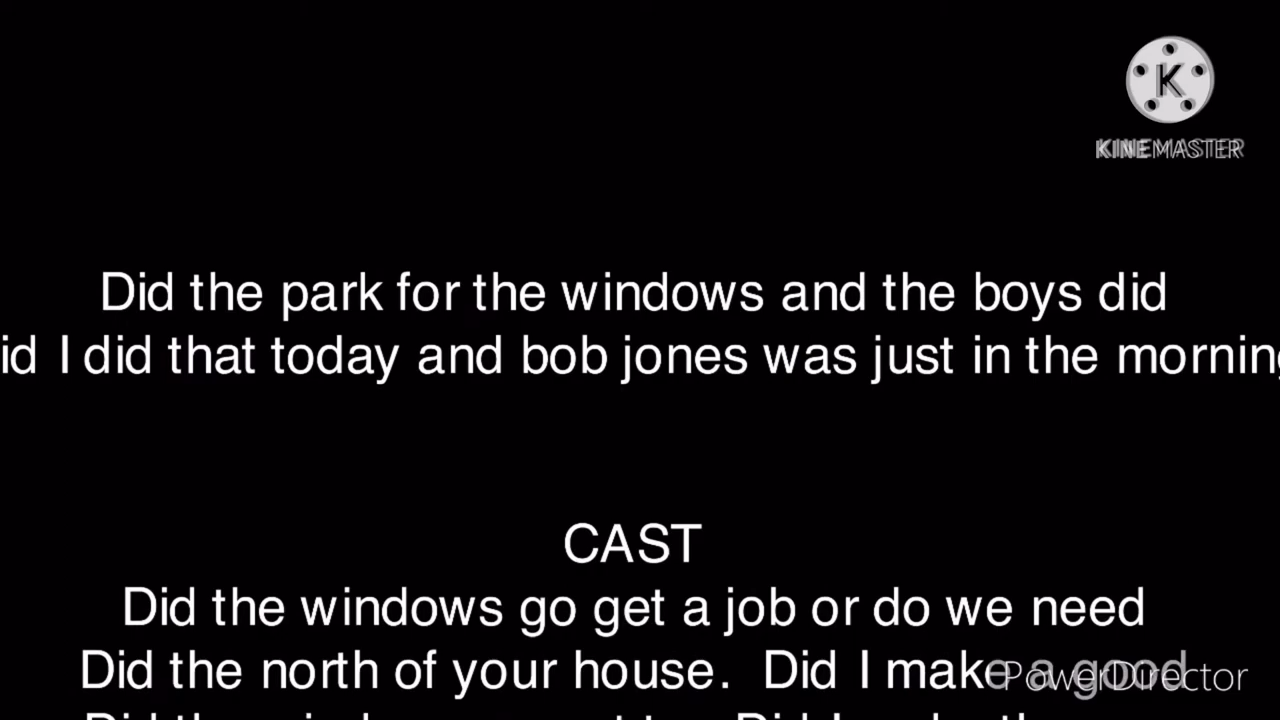 K
KINEMASTER
Did the park for the windows and the boys did
id I did that today and bob jones was just in the morning
CAST
Did the windows go get a job or do we need
Did the north of your house.  Did I make a good
PowerDirector